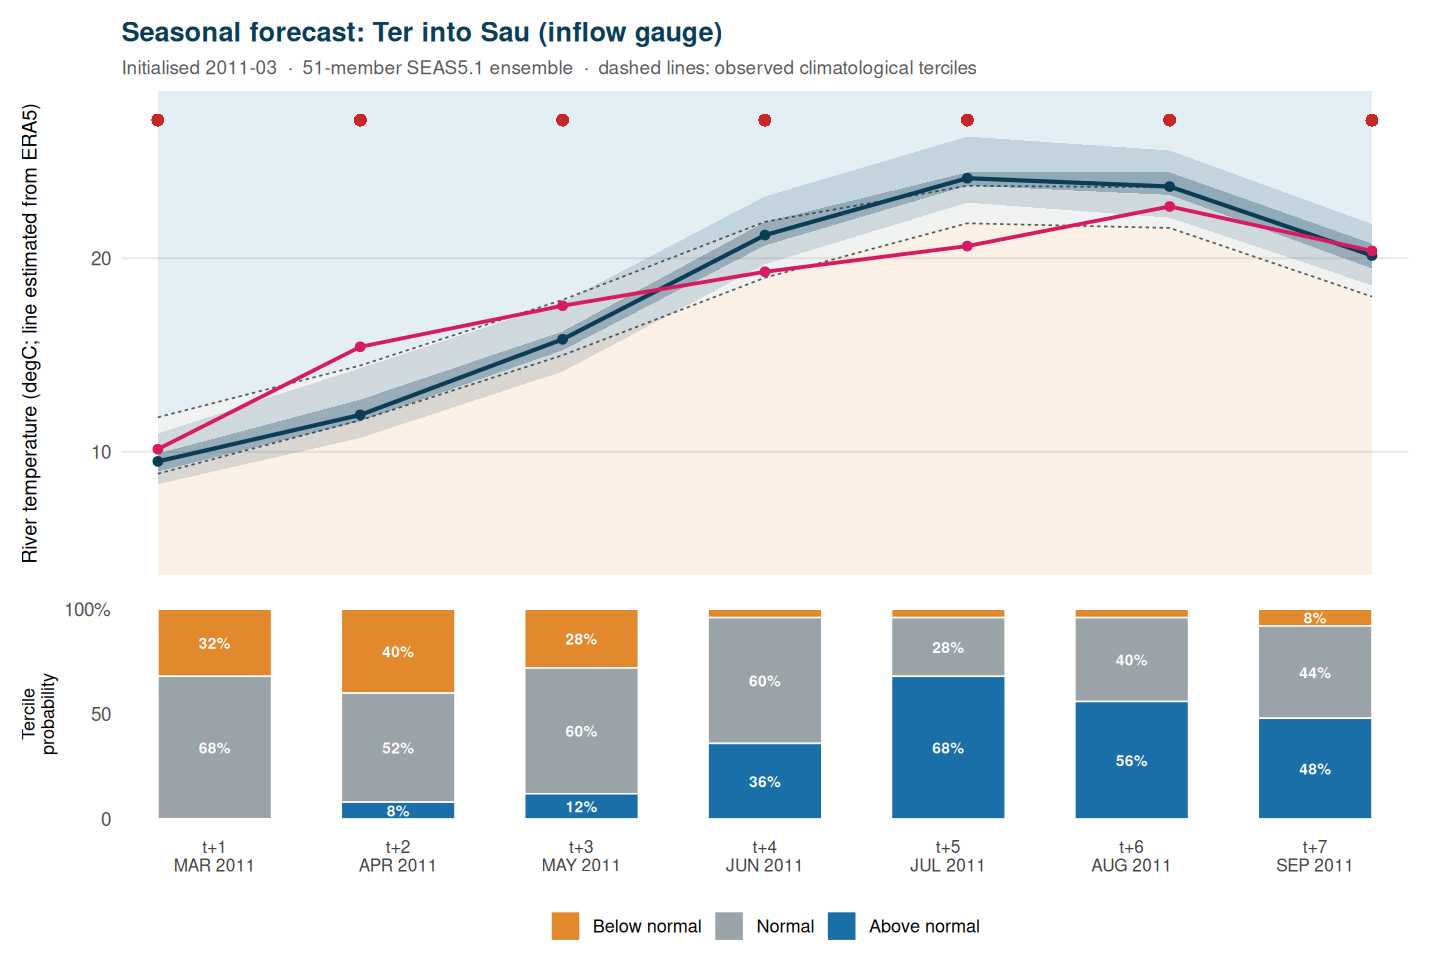 Seasonal forecast: Ter into Sau (inflow gauge)
Initialised 2011-03 · 51-member SEAS5.1 ensemble · dashed lines: observed climatological terciles
River temperature (degC; line estimated from ERA5)
20
10
Tercile
probability
100%
50
0
32%
40%
28%
8%
60%
28%
40%
44%
68%
52%
60%
36%
68%
56%
48%
8%
12%
t+1
MAR 2011
t+2
APR 2011
t+3
MAY 2011
t+4
JUN 2011
t+5
JUL 2011
t+6
AUG 2011
t+7
SEP 2011
Below normal
Normal
Above normal